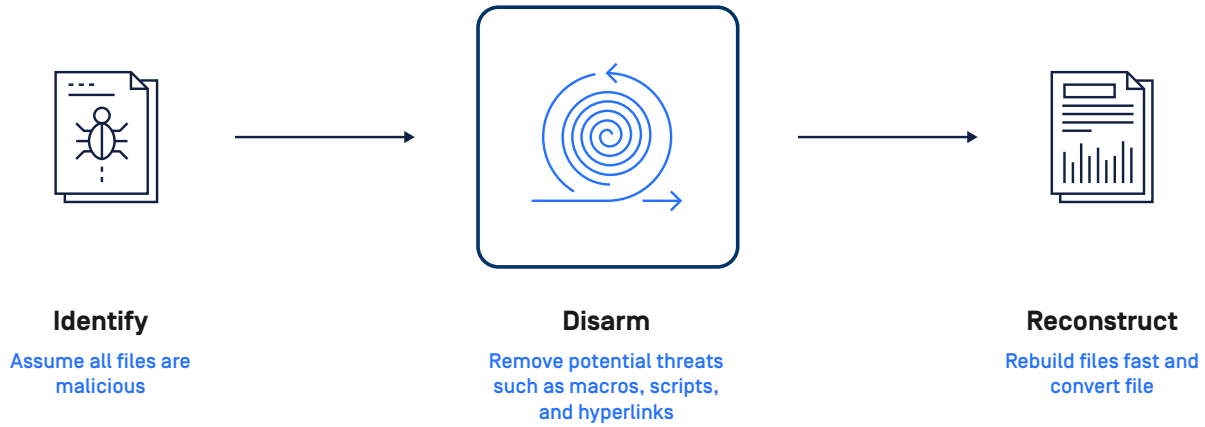 Identify
Assume all files are
malicious
Disarm
Remove potential threats
such as macros, scripts,
and hyperlinks
Reconstruct
Rebuild files fast and
convert file